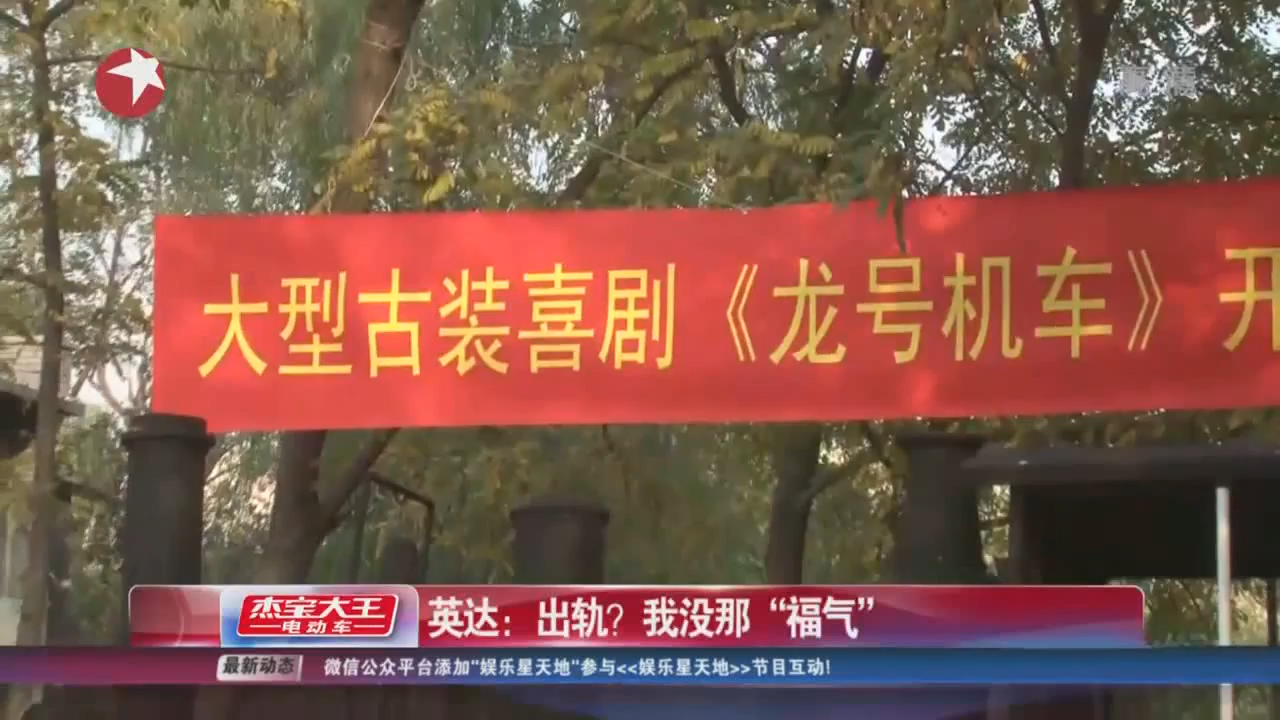 大型古装喜剧《龙号机车》开
杰宝大王
电动车
英达：出轨？我没那“福气”
最新动态
微信公众平台添加"娱乐星天地"参与<<娱乐星天地>>节目互动!